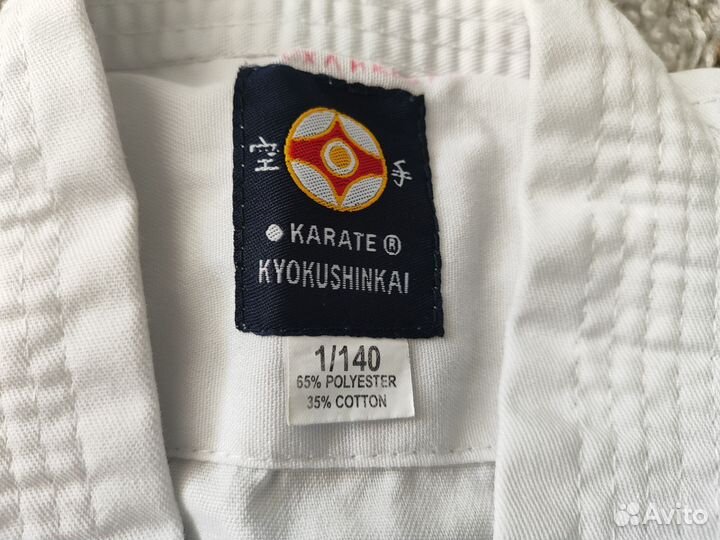 空 手
● KARATE ®
KYOKUSHINKAI
1/140
65% POLYESTER
35% COTTON
Avito